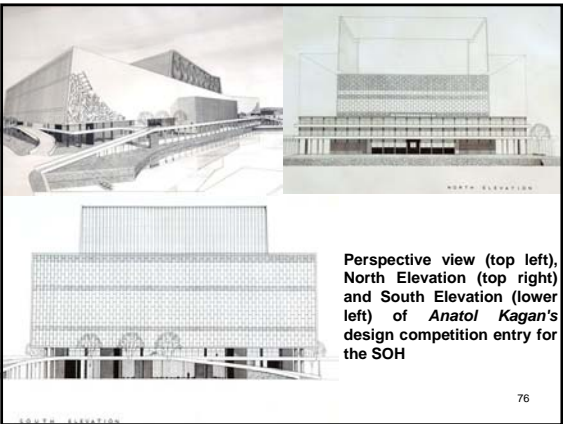 NORTH ELEVATION
Perspective view (top left),
North Elevation (top right)
and South Elevation (lower
left) of Anatol Kagan's
design competition entry for
the SOH
76
SOUTH ELEVATION